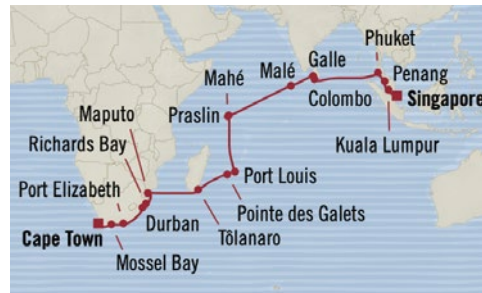 Phuket
Galle
Malé
Penang
Mahé
Singapore
Colombo
Maputo
Praslin
Richards Bay
Kuala Lumpur
Port Elizabeth
Port Louis
Durban
Pointe des Galets
Cape Town
Tôlanaro
Mossel Bay